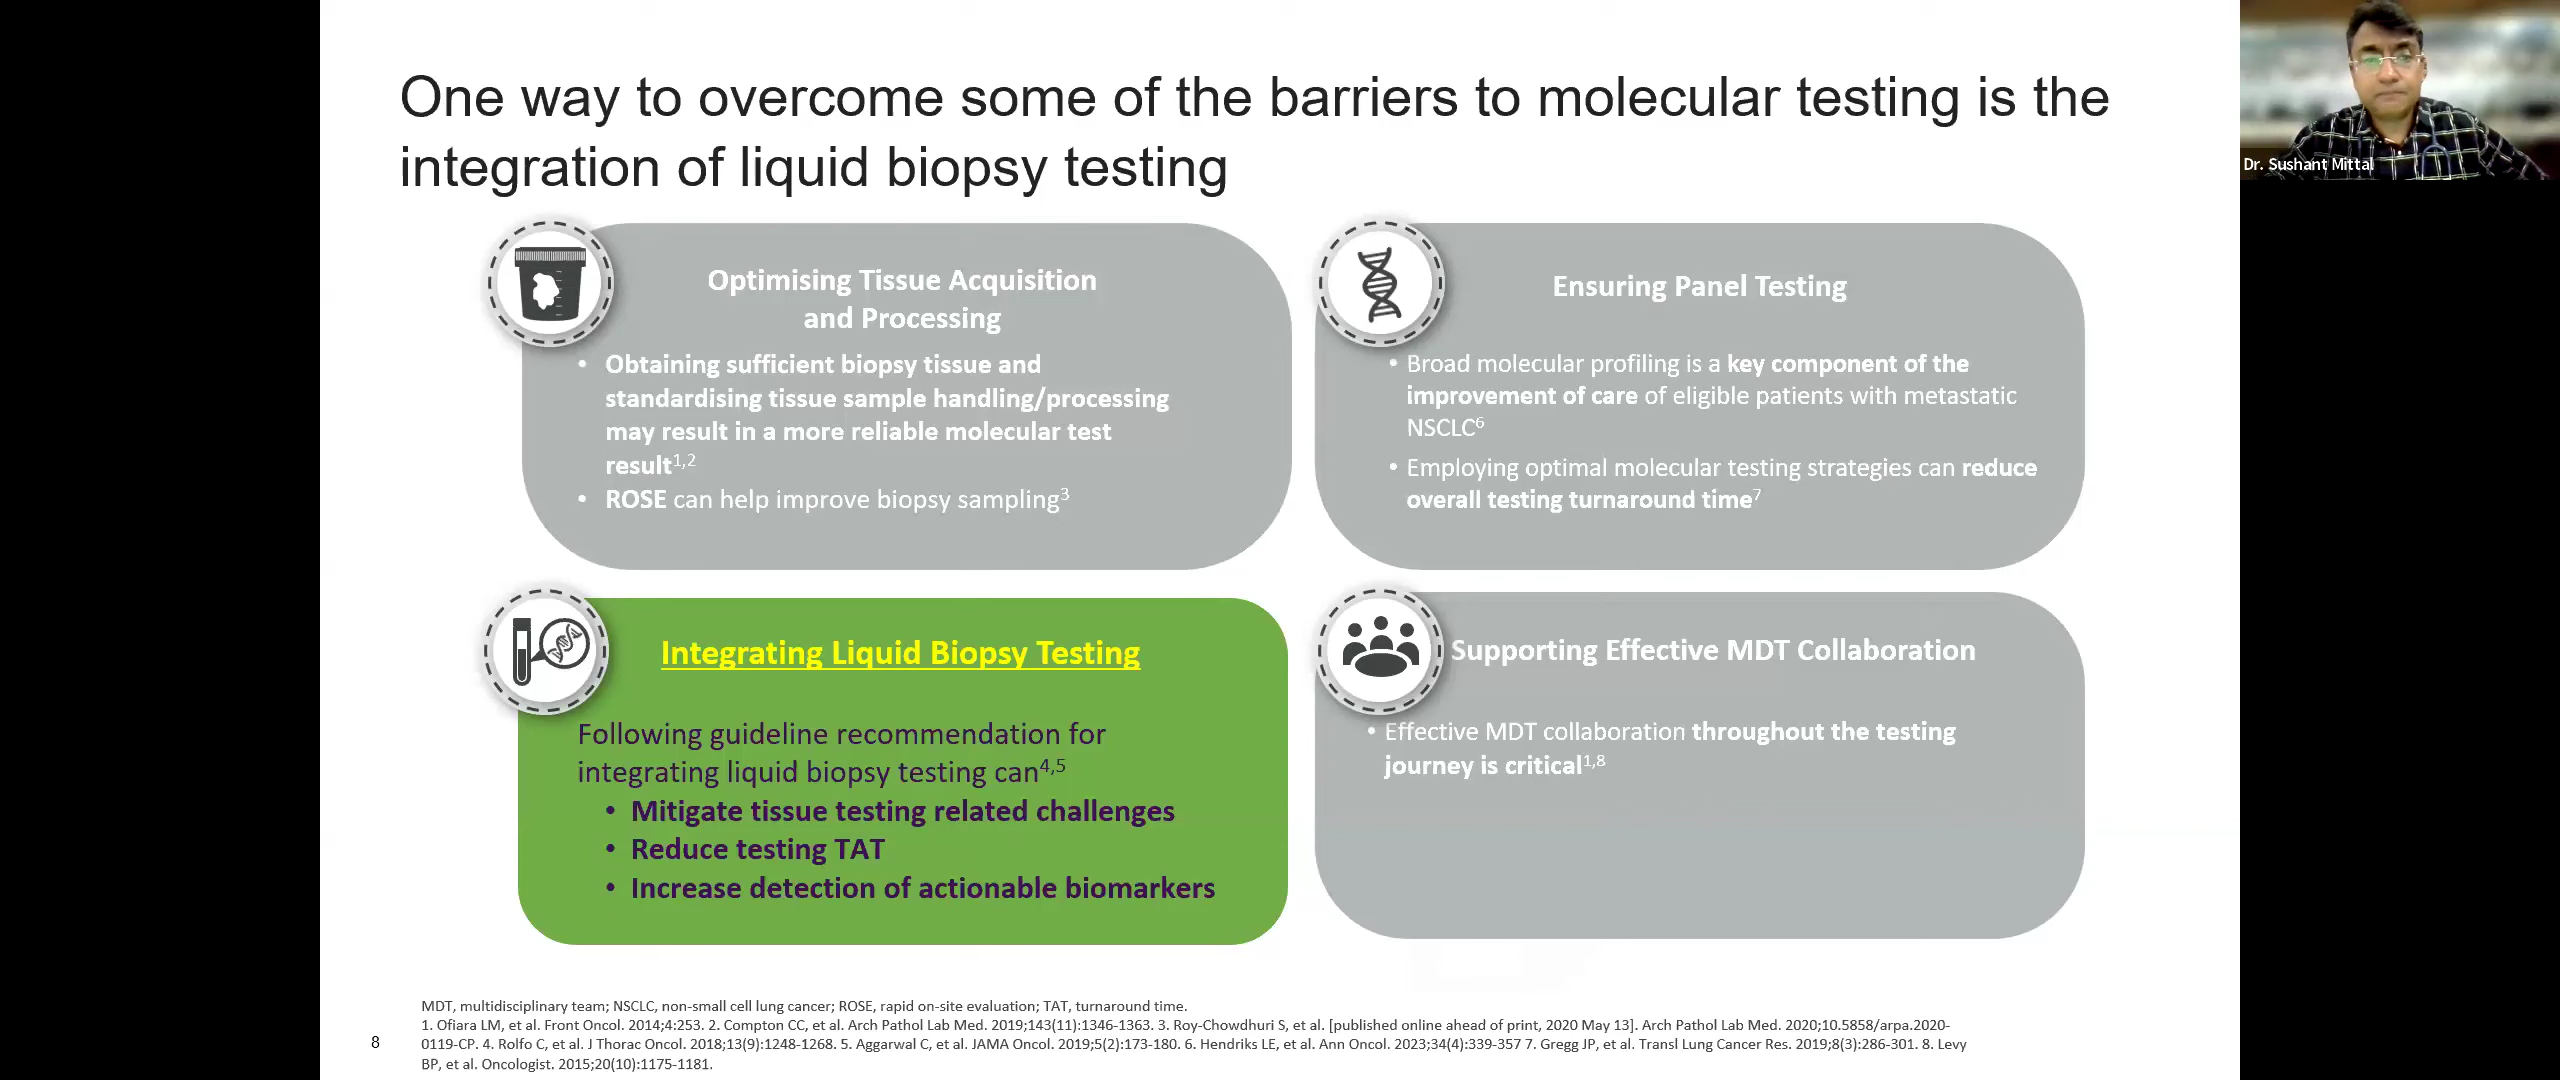 One way to overcome some of the barriers to molecular testing is the
integration of liquid biopsy testing
Dr. Sushant Mittal
Optimising Tissue Acquisition
and Processing
• Obtaining sufficient biopsy tissue and
standardising tissue sample handling/processing
may result in a more reliable molecular test
result1,2
• ROSE can help improve biopsy sampling3
Ensuring Panel Testing
• Broad molecular profiling is a key component of the
improvement of care of eligible patients with metastatic
NSCLC6
• Employing optimal molecular testing strategies can reduce
overall testing turnaround time7
Integrating Liquid Biopsy Testing
Following guideline recommendation for
integrating liquid biopsy testing can4,5
• Mitigate tissue testing related challenges
• Reduce testing TAT
• Increase detection of actionable biomarkers
Supporting Effective MDT Collaboration
• Effective MDT collaboration throughout the testing
journey is critical1,8
MDT, multidisciplinary team; NSCLC, non-small cell lung cancer; ROSE, rapid on-site evaluation; TAT, turnaround time.
1. Ofiara LM, et al. Front Oncol. 2014;4:253. 2. Compton CC, et al. Arch Pathol Lab Med. 2019;143(11):1346-1363. 3. Roy-Chowdhuri S, et al. [published online ahead of print, 2020 May 13]. Arch Pathol Lab Med. 2020;10.5858/arpa.2020-
0119-CP. 4. Rolfo C, et al. J Thorac Oncol. 2018;13(9):1248-1268. 5. Aggarwal C, et al. JAMA Oncol. 2019;5(2):173-180. 6. Hendriks LE, et al. Ann Oncol. 2023;34(4):339-357 7. Gregg JP, et al. Transl Lung Cancer Res. 2019;8(3):286-301. 8. Levy
BP, et al. Oncologist. 2015;20(10):1175-1181.
8